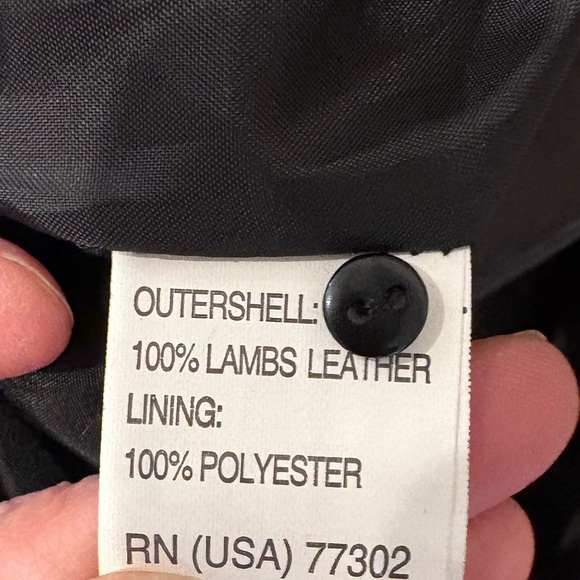 OUTERSHELL:
100% LAMBS LEATHER
LINING:
100% POLYESTER
RN (USA) 77302